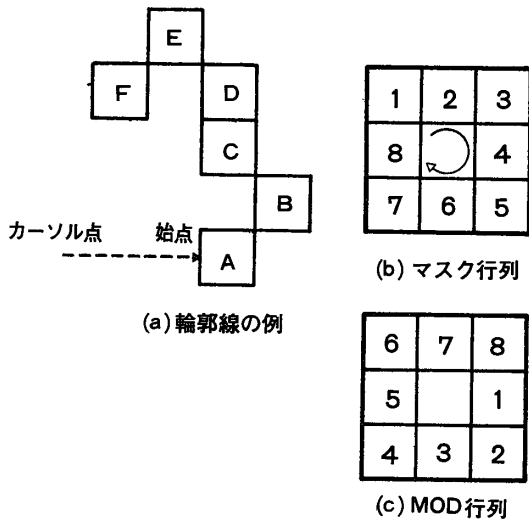 E
F
D
C
B
カーソル点 始点
A
(a)輪郭線の例
1 2 3
8 4
7 6 5
(b) マスク行列
6 7 8
5 1
4 3 2
(c) MOD行列